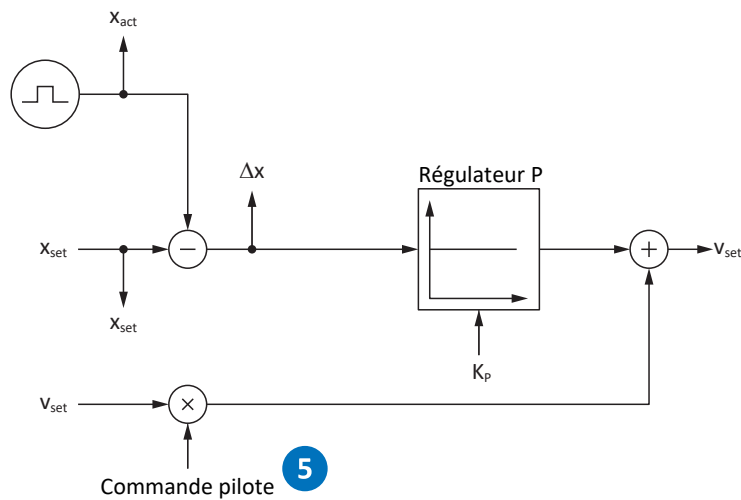 xact
Δx
Régulateur P
xset
vset
xset
KP
vset
Commande pilote
5